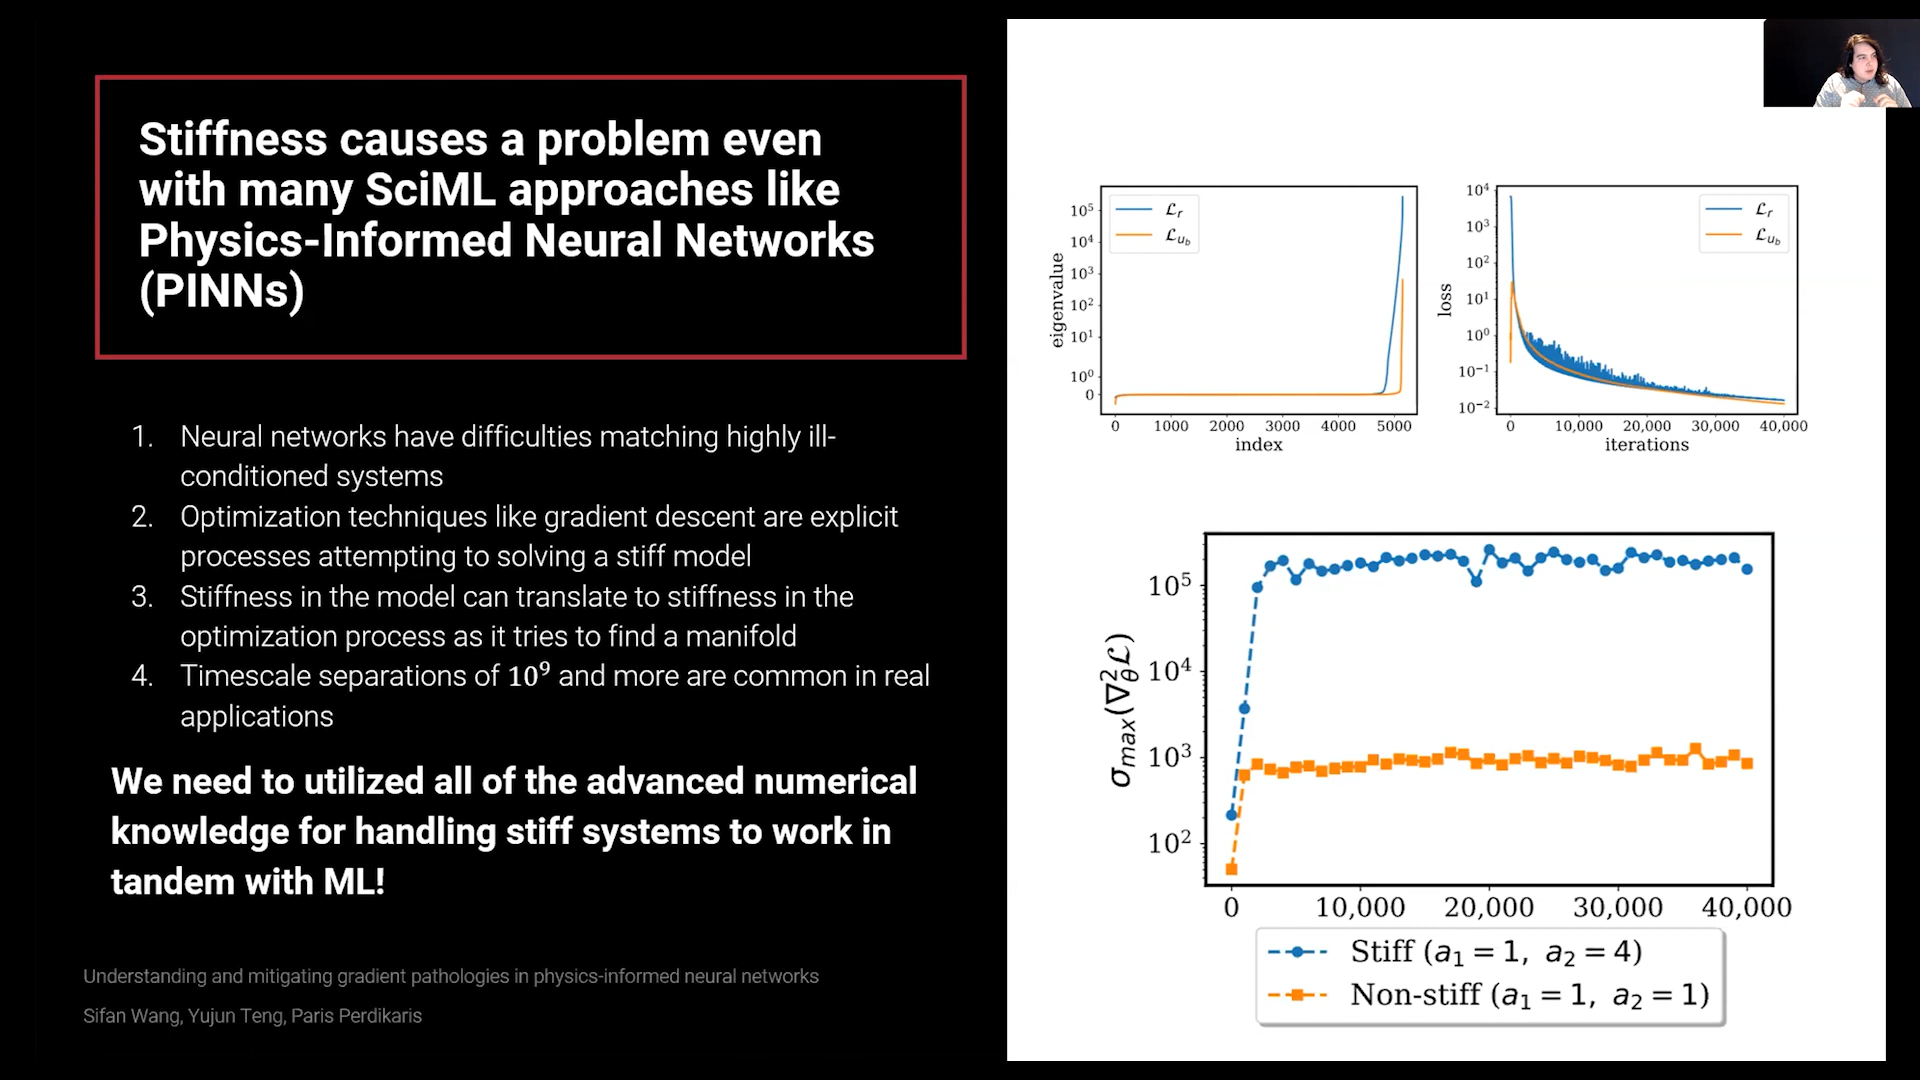 Stiffness causes a problem even
with many SciML approaches like
Physics-Informed Neural Networks
(PINNs)
1. Neural networks have difficulties matching highly ill-
conditioned systems
2. Optimization techniques like gradient descent are explicit
processes attempting to solving a stiff model
3. Stiffness in the model can translate to stiffness in the
optimization process as it tries to find a manifold
4. Timescale separations of 10⁹ and more are common in real
applications
We need to utilized all of the advanced numerical
knowledge for handling stiff systems to work in
tandem with ML!
Understanding and mitigating gradient pathologies in physics-informed neural networks
Sifan Wang, Yujun Teng, Paris Perdikaris
ℒᵣ
ℒ_{u_b}
eigenvalue
10⁵
10⁴
10³
10²
10¹
10⁰
0
0 1000 2000 3000 4000 5000
index
ℒᵣ
ℒ_{u_b}
loss
10⁴
10³
10²
10¹
10⁰
10⁻¹
10⁻²
0 10,000 20,000 30,000 40,000
iterations
σ_{max}(∇²_θ ℒ)
10⁵
10⁴
10³
10²
0 10,000 20,000 30,000 40,000
Stiff (a₁ = 1, a₂ = 4)
Non-stiff (a₁ = 1, a₂ = 1)